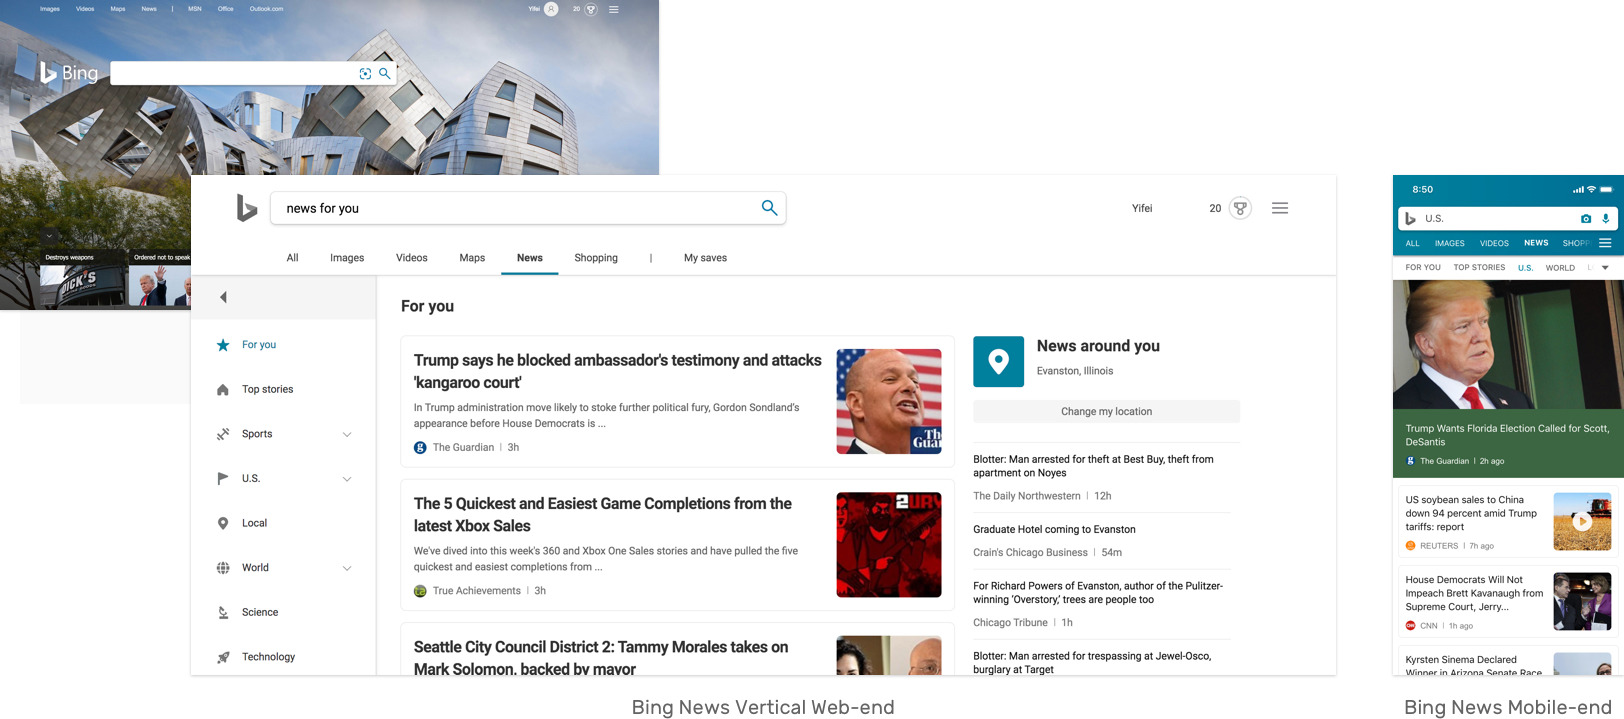 Images Videos Maps News | MSN Office Outlook.com Yifei 20
Bing
Destroys weapons
Ordered not to speak
DICK'S
news for you
Yifei 20
All Images Videos Maps News Shopping | My saves
For you
Top stories
Sports
U.S.
Local
World
Science
Technology
For you
Trump says he blocked ambassador's testimony and attacks
'kangaroo court'
In Trump administration move likely to stoke further political fury, Gordon Sondland's
appearance before House Democrats is ...
The Guardian | 3h
The 5 Quickest and Easiest Game Completions from the
latest Xbox Sales
We've dived into this week's 360 and Xbox One Sales stories and have pulled the five
quickest and easiest completions from ...
True Achievements | 3h
Seattle City Council District 2: Tammy Morales takes on
Mark Solomon, backed by mayor
News around you
Evanston, Illinois
Change my location
Blotter: Man arrested for theft at Best Buy, theft from
apartment on Noyes
The Daily Northwestern | 12h
Graduate Hotel coming to Evanston
Crain's Chicago Business | 54m
For Richard Powers of Evanston, author of the Pulitzer-
winning 'Overstory,' trees are people too
Chicago Tribune | 1h
Blotter: Man arrested for trespassing at Jewel-Osco,
burglary at Target
8:50
U.S.
ALL IMAGES VIDEOS NEWS SHOPP
FOR YOU TOP STORIES U.S. WORLD
Trump Wants Florida Election Called for Scott,
DeSantis
The Guardian | 2h ago
US soybean sales to China
down 94 percent amid Trump
tariffs: report
REUTERS | 7h ago
House Democrats Will Not
Impeach Brett Kavanaugh from
Supreme Court, Jerry...
CNN | 1h ago
Kyrsten Sinema Declared
Winner in Arizona Senate Race
Bing News Vertical Web-end
Bing News Mobile-end